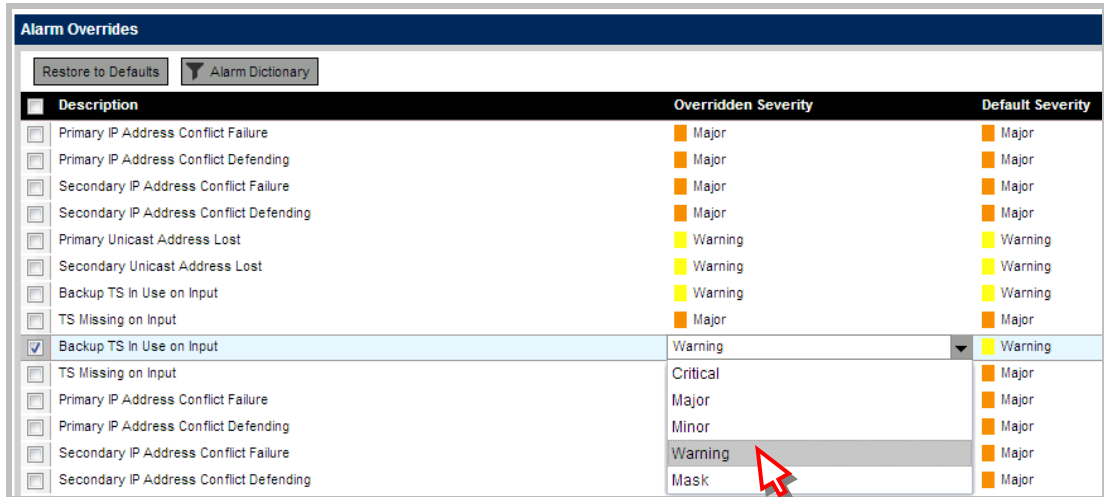 Alarm Overrides
Restore to Defaults Alarm Dictionary
Description Overridden Severity Default Severity
Primary IP Address Conflict Failure Major Major
Primary IP Address Conflict Defending Major Major
Secondary IP Address Conflict Failure Major Major
Secondary IP Address Conflict Defending Major Major
Primary Unicast Address Lost Warning Warning
Secondary Unicast Address Lost Warning Warning
Backup TS In Use on Input Warning Warning
TS Missing on Input Major Major
Backup TS In Use on Input Warning Warning
TS Missing on Input Critical Major
Primary IP Address Conflict Failure Major Major
Primary IP Address Conflict Defending Minor Major
Secondary IP Address Conflict Failure Warning Major
Secondary IP Address Conflict Defending Mask Major